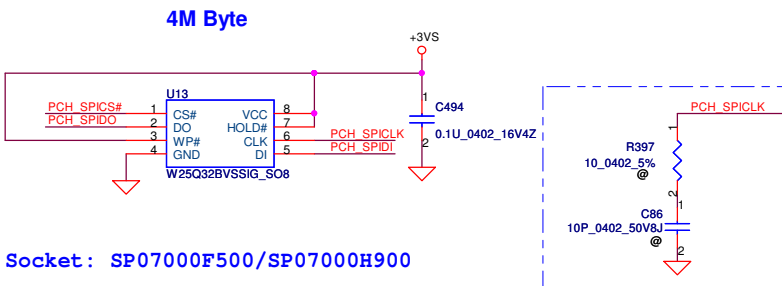 4M Byte
+3VS
U13
PCH_SPICS# 1 CS# VCC 8
PCH_SPIDO 2 DO HOLD# 7
3 WP# CLK 6 PCH_SPICLK
4 GND DI 5 PCH_SPIDI
W25Q32BVSSIG_SO8
1
C494
0.1U_0402_16V4Z
2
PCH_SPICLK
1
R397
10_0402_5%
@
2
1
C86
10P_0402_50V8J
@
2
Socket: SP07000F500/SP07000H900